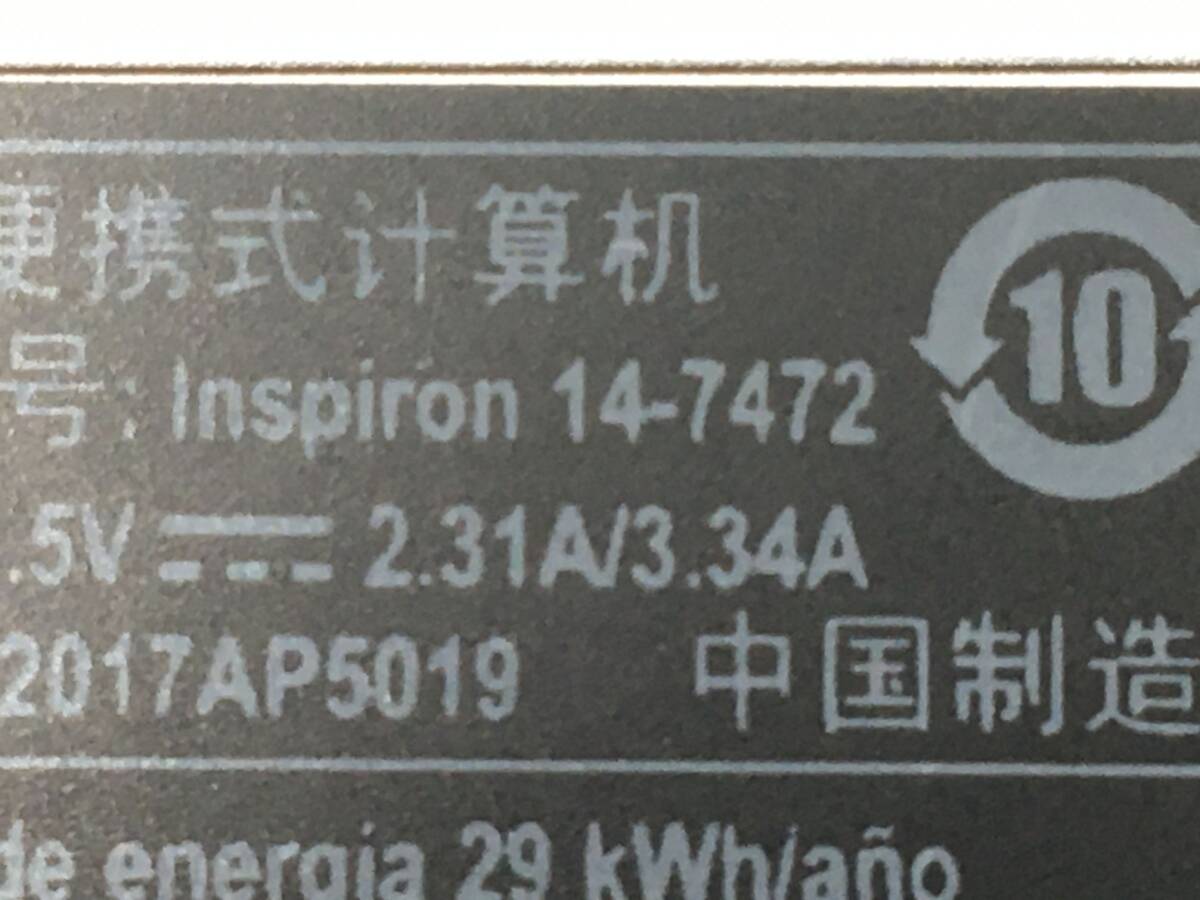 便携式计算机
10
号: Inspiron 14-7472
.5V ⎓ 2.31A/3.34A
2017AP5019 中国制造
de energia 29 kWh/año